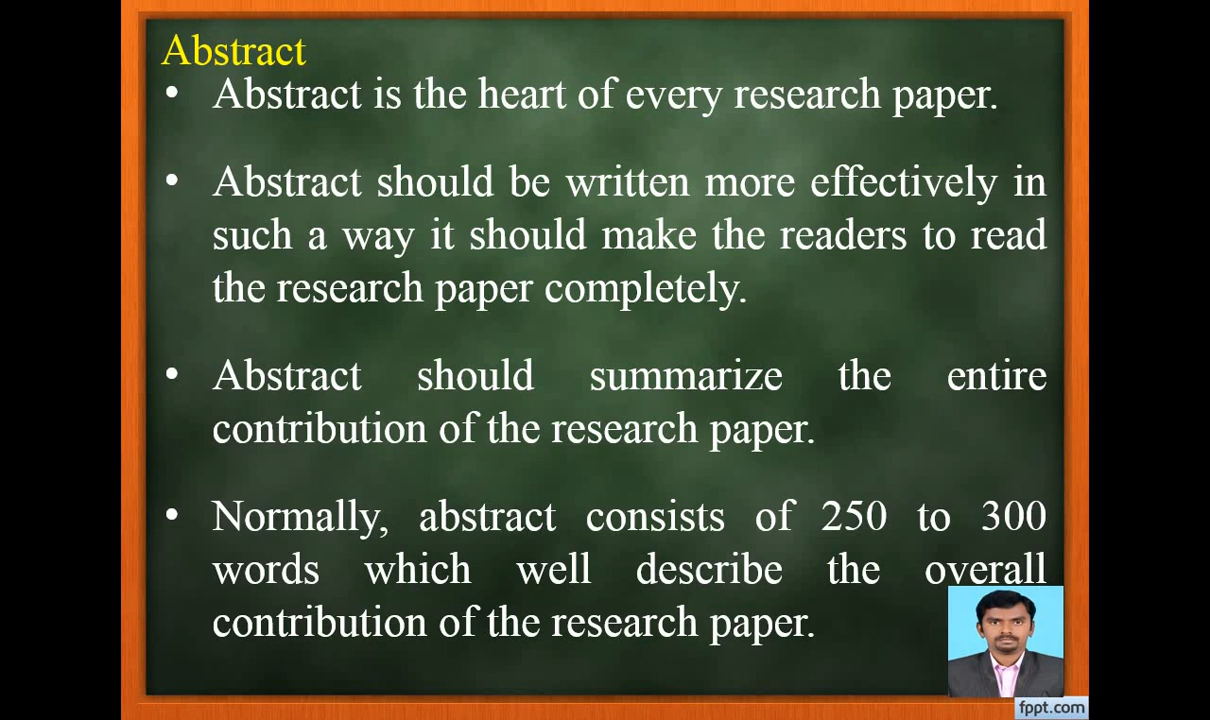 Abstract
• Abstract is the heart of every research paper.
• Abstract should be written more effectively in
such a way it should make the readers to read
the research paper completely.
• Abstract should summarize the entire
contribution of the research paper.
• Normally, abstract consists of 250 to 300
words which well describe the overall
contribution of the research paper.
fppt.com